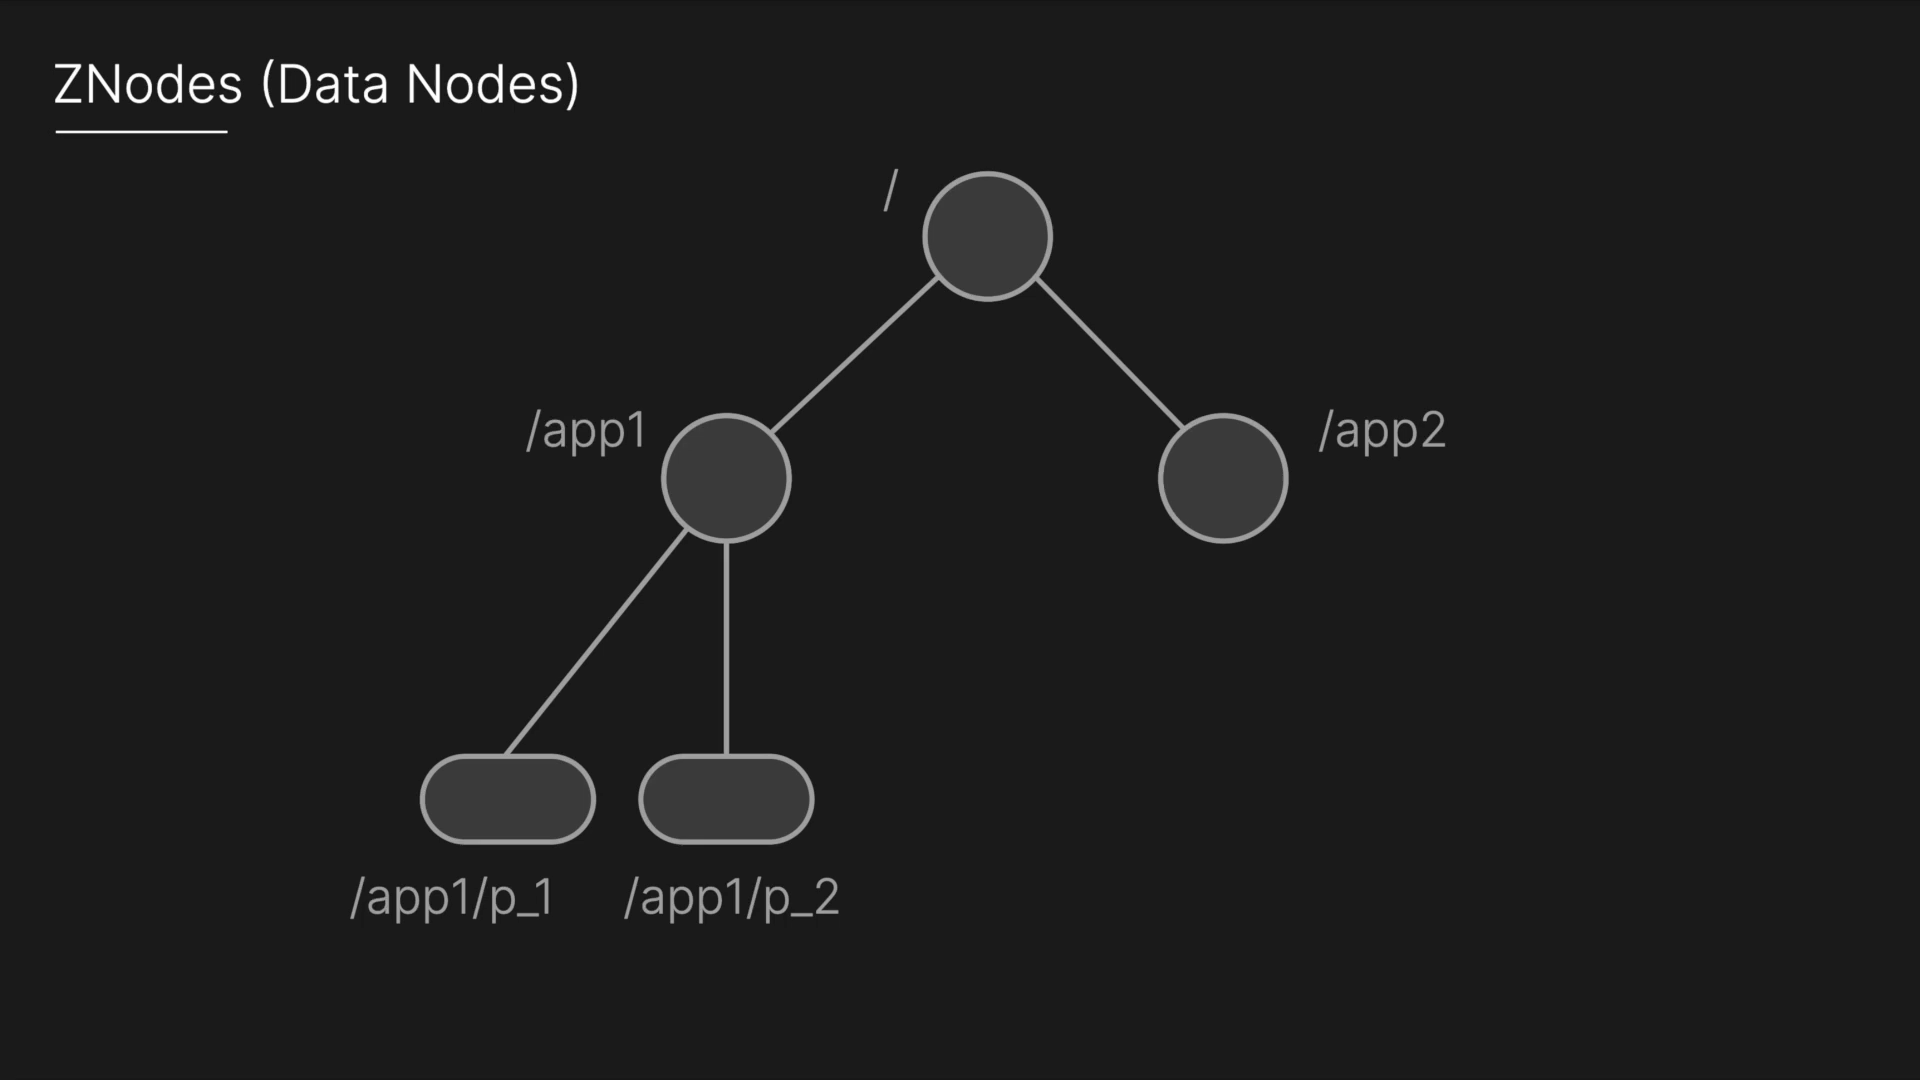 ZNodes (Data Nodes)
/
/app1
/app2
/app1/p_1
/app1/p_2